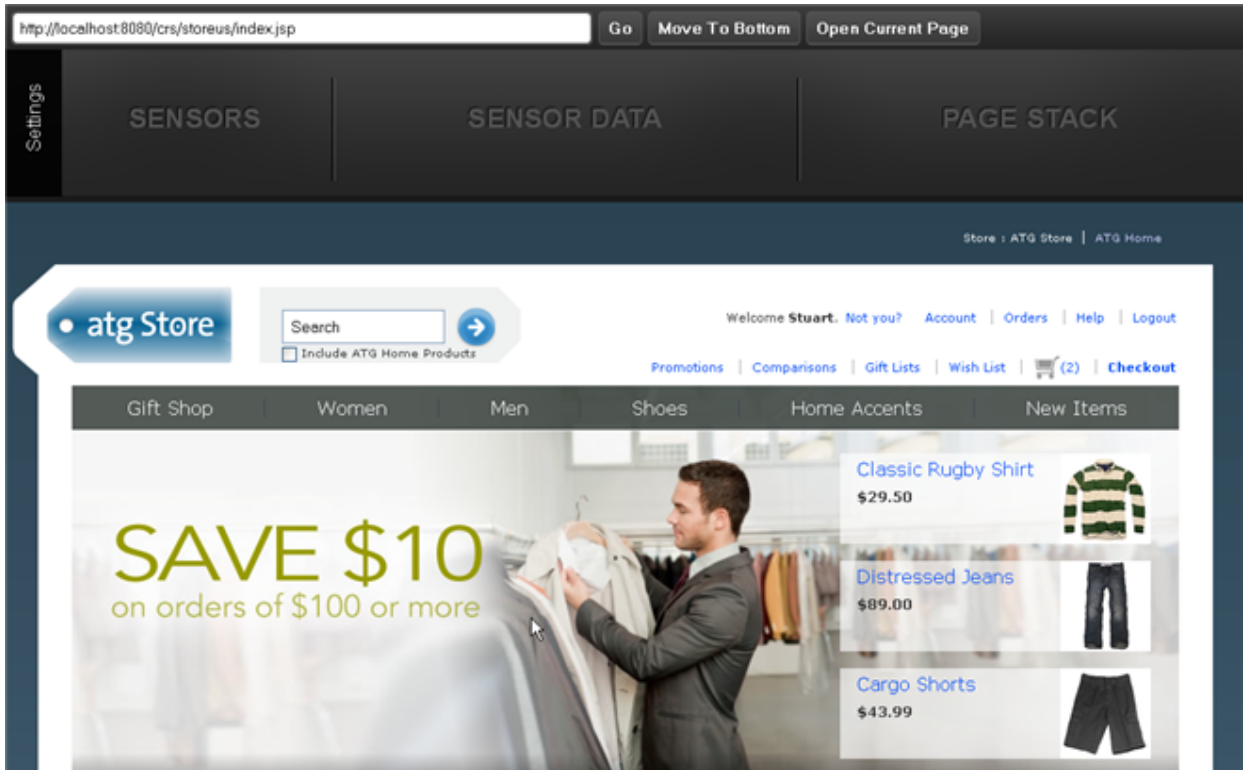 http://localhost:8080/crs/storeus/index.jsp Go Move To Bottom Open Current Page
Settings SENSORS SENSOR DATA PAGE STACK
Store : ATG Store | ATG Home
atg Store
Search
Include ATG Home Products
Welcome Stuart. Not you? Account | Orders | Help | Logout
Promotions | Comparisons | Gift Lists | Wish List | (2) | Checkout
Gift Shop Women Men Shoes Home Accents New Items
SAVE $10
on orders of $100 or more
Classic Rugby Shirt
$29.50
Distressed Jeans
$89.00
Cargo Shorts
$43.99